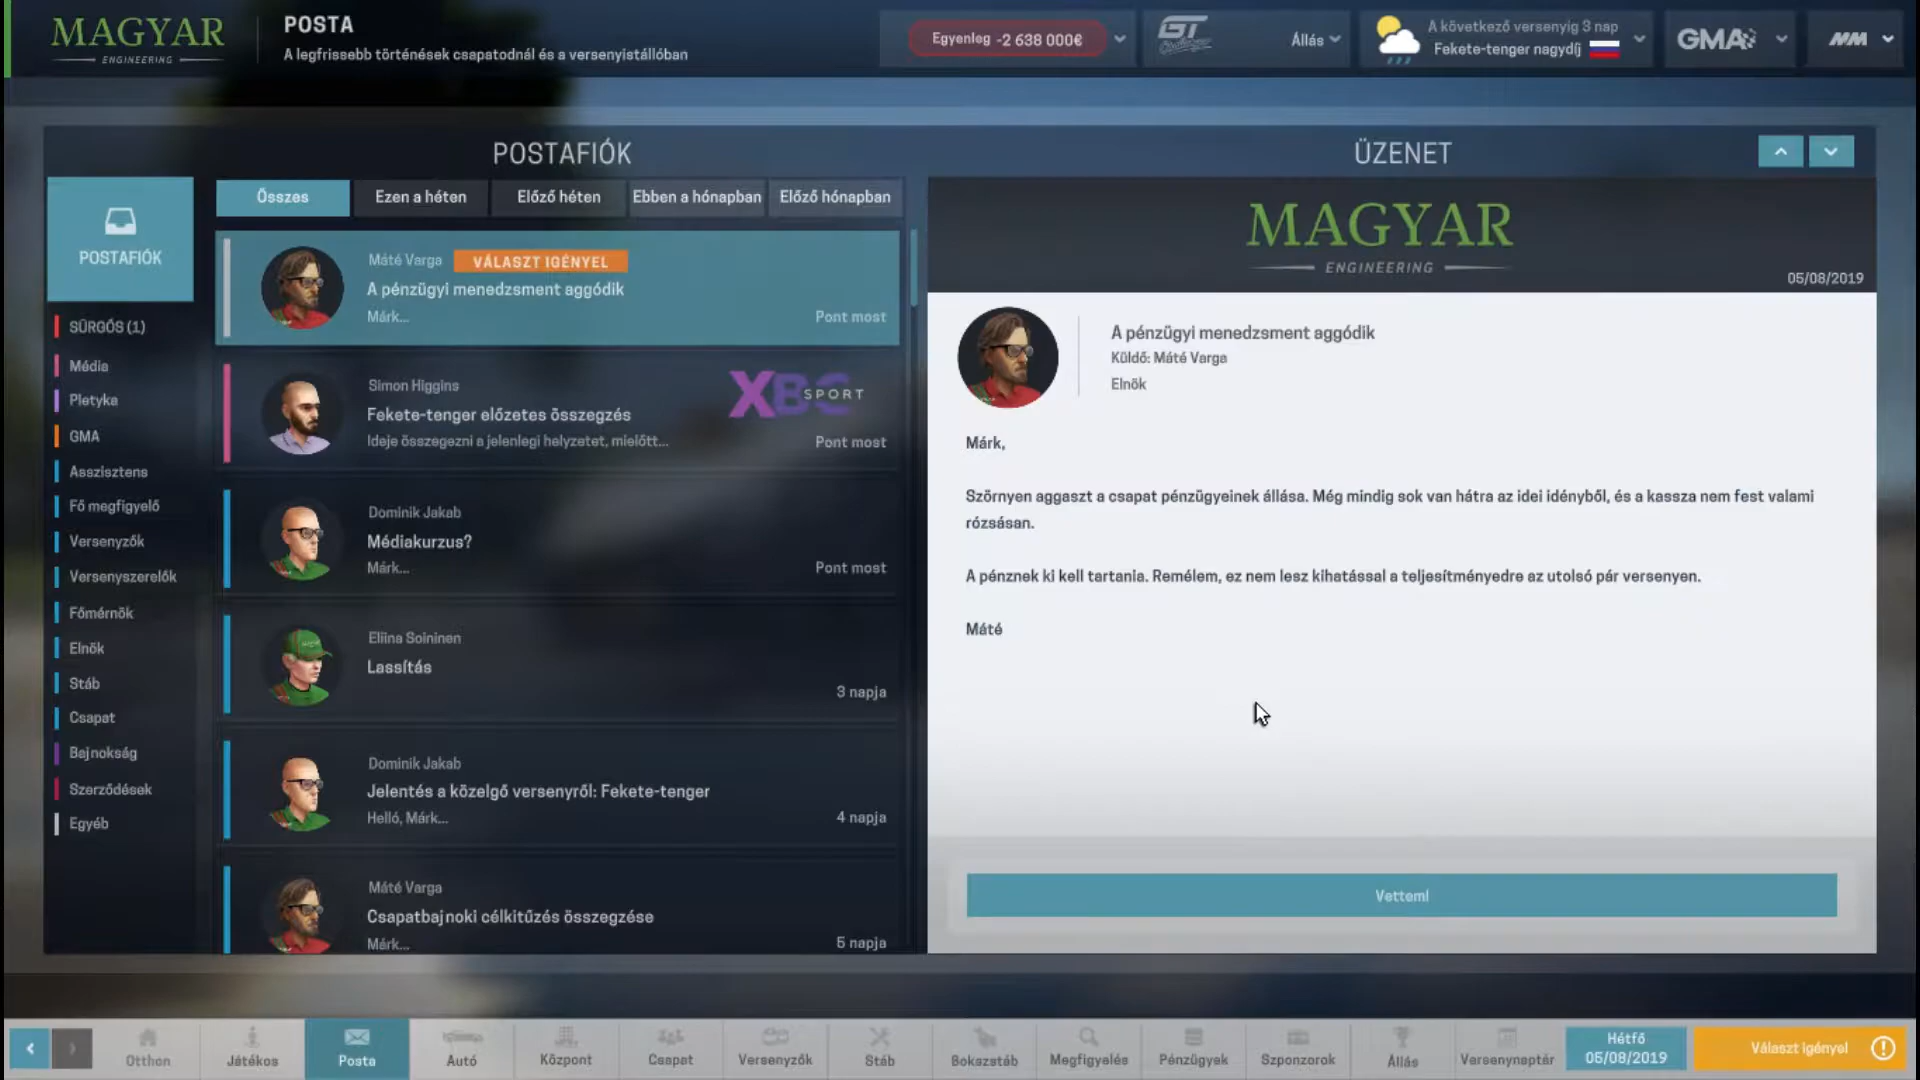 MAGYAR
ENGINEERING
POSTA
A legfrissebb történések csapatodnál és a versenyistállóban
Egyenleg -2 638 000€
GT
Állás
A következő versenyig 3 nap
Fekete-tenger nagydíj
GMA
MM
POSTAFIÓK
ÜZENET
POSTAFIÓK
Összes
Ezen a héten
Előző héten
Ebben a hónapban
Előző hónapban
SÜRGŐS (1)
Média
Pletyka
GMA
Asszisztens
Fő megfigyelő
Versenyzők
Versenyszerelők
Főmérnök
Elnök
Stáb
Csapat
Bajnokság
Szerződések
Egyéb
Máté Varga
VÁLASZT IGÉNYEL
A pénzügyi menedzsment aggódik
Márk...
Pont most
Simon Higgins
XBC SPORT
Fekete-tenger előzetes összegzés
Ideje összegezni a jelenlegi helyzetet, mielőtt...
Pont most
Dominik Jakab
Médiakurzus?
Márk...
Pont most
Eliina Soininen
Lassítás
3 napja
Dominik Jakab
Jelentés a közelgő versenyről: Fekete-tenger
Helló, Márk...
4 napja
Máté Varga
Csapatbajnoki célkitűzés összegzése
Márk...
5 napja
MAGYAR
ENGINEERING
05/08/2019
A pénzügyi menedzsment aggódik
Küldő: Máté Varga
Elnök
Márk,
Szörnyen aggaszt a csapat pénzügyeinek állása. Még mindig sok van hátra az idei idényből, és a kassza nem fest valami
rózsásan.
A pénznek ki kell tartania. Remélem, ez nem lesz kihatással a teljesítményedre az utolsó pár versenyen.
Máté
Vettem!
Otthon
Játékos
Posta
Autó
Központ
Csapat
Versenyzők
Stáb
Bokszstáb
Megfigyelés
Pénzügyek
Szponzorok
Állás
Versenynaptár
Hétfő
05/08/2019
Választ igényel